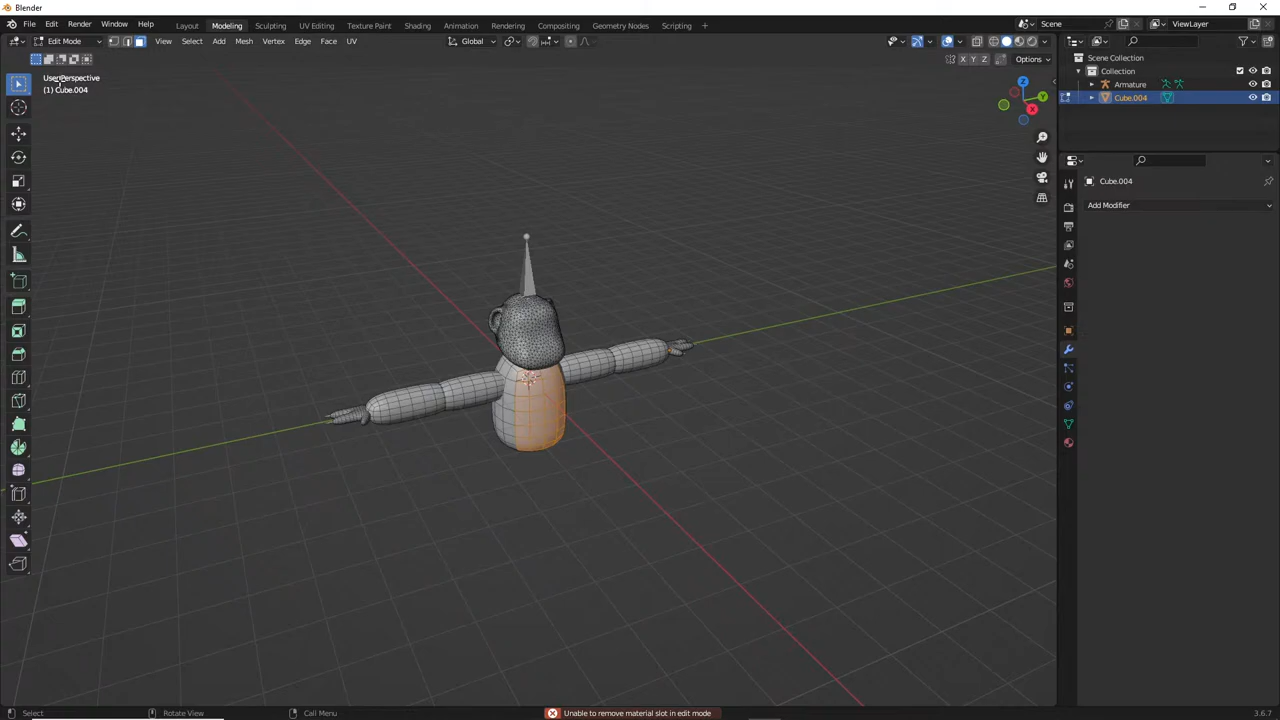 Blender
File Edit Render Window Help Layout Modeling Sculpting UV Editing Texture Paint Shading Animation Rendering Compositing Geometry Nodes Scripting + Scene ViewLayer
Edit Mode View Select Add Mesh Vertex Edge Face UV Global
X Y Z Options
User Perspective
(1) Cube.004
Z
Y
X
Scene Collection
Collection
Armature
Cube.004
Cube.004
Add Modifier
Select Rotate View Call Menu Unable to remove material slot in edit mode 3.6.7